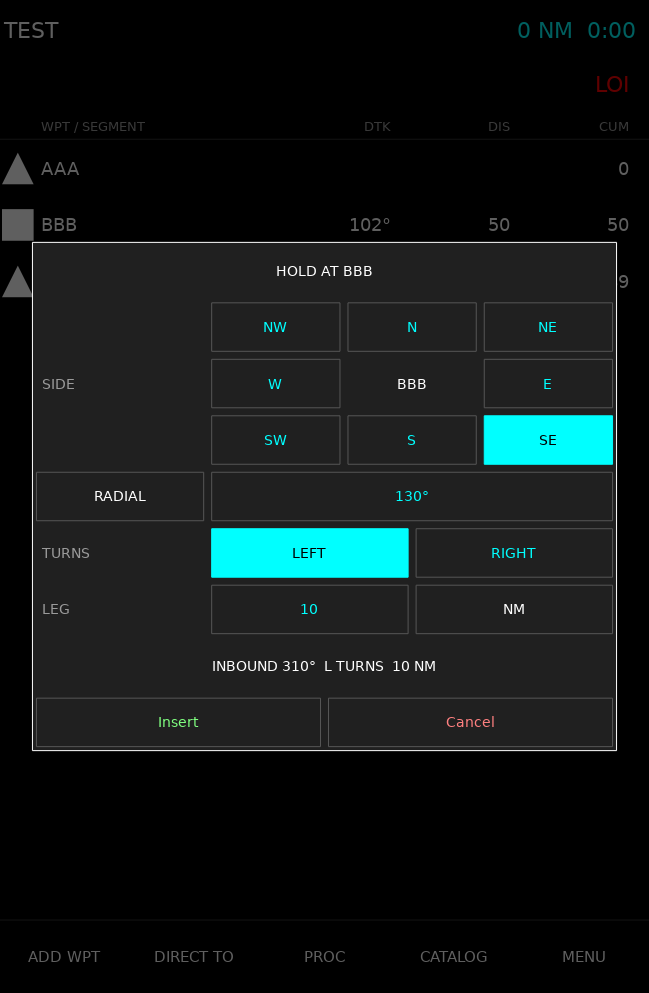 TEST 0 NM 0:00
LOI
WPT / SEGMENT DTK DIS CUM
AAA 0
BBB 102° 50 50
9
HOLD AT BBB
NW N NE
SIDE W BBB E
SW S SE
RADIAL 130°
TURNS LEFT RIGHT
LEG 10 NM
INBOUND 310° L TURNS 10 NM
Insert Cancel
ADD WPT DIRECT TO PROC CATALOG MENU